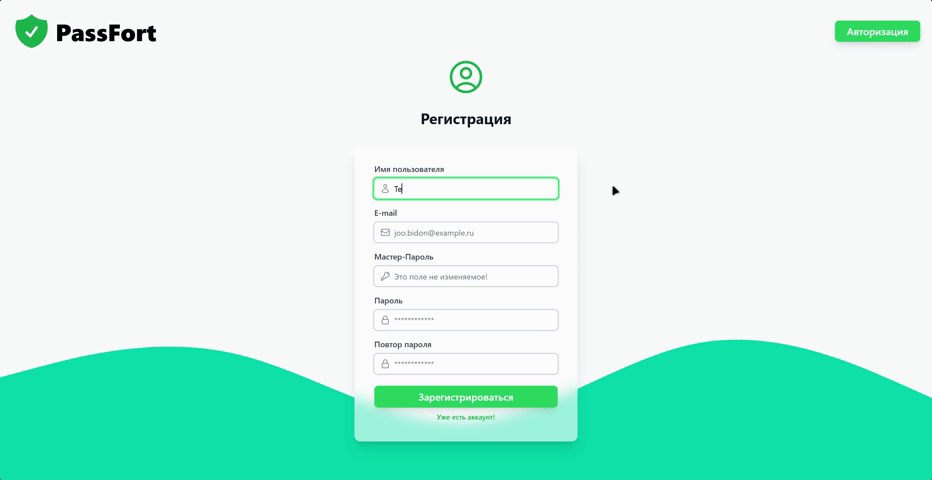 PassFort
Авторизация
Регистрация
Имя пользователя
Te
E-mail
joo.bidon@example.ru
Мастер-Пароль
Это поле не изменяемое!
Пароль
************
Повтор пароля
************
Зарегистрироваться
Уже есть аккаунт!